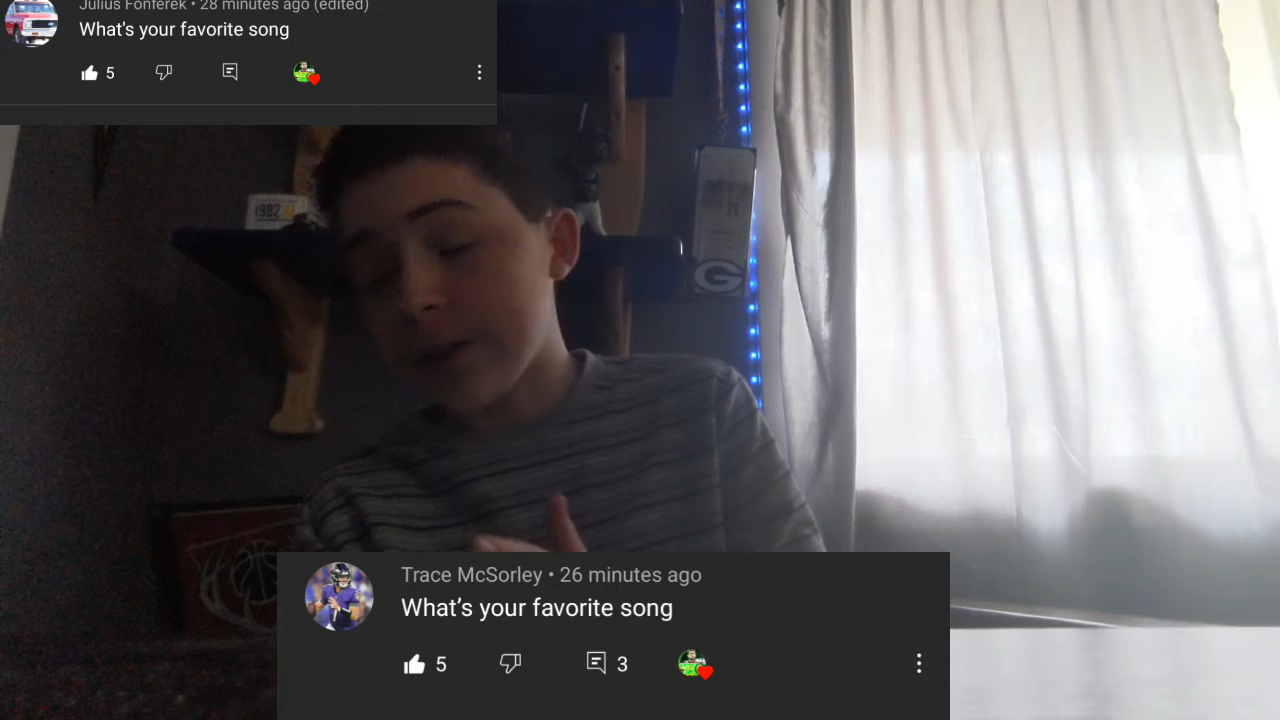 Julius Fonferek • 28 minutes ago (edited)
What's your favorite song
5
1982
G
Trace McSorley • 26 minutes ago
What's your favorite song
5 3